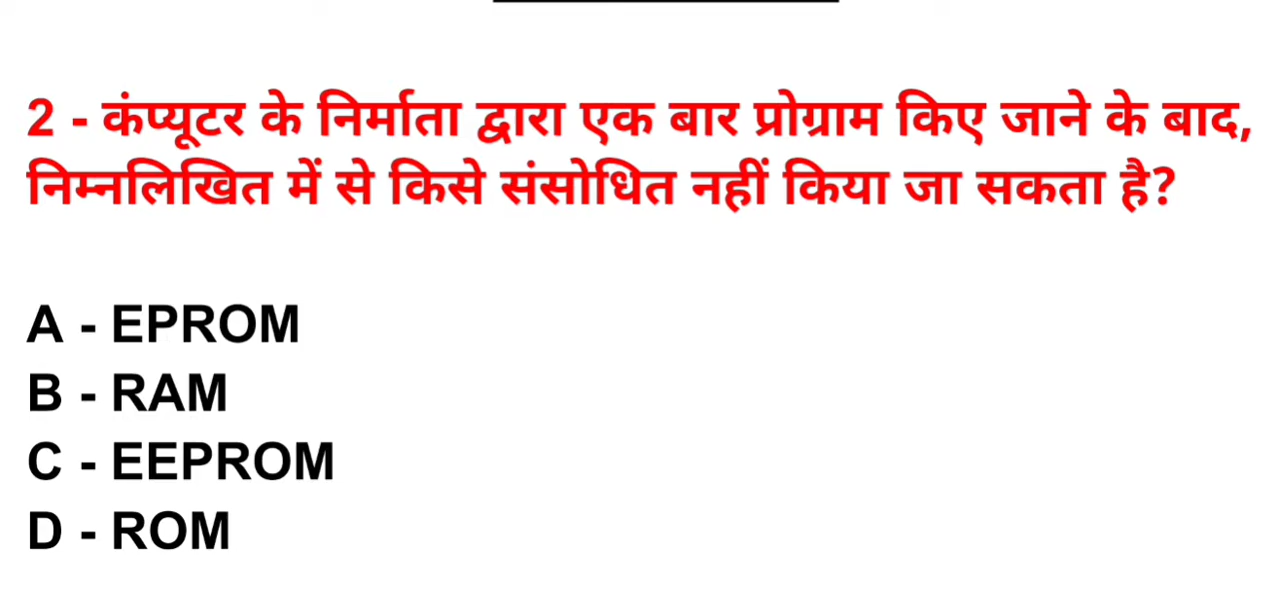 2 - कंप्यूटर के निर्माता द्वारा एक बार प्रोग्राम किए जाने के बाद,
निम्नलिखित में से किसे संसोधित नहीं किया जा सकता है?
A - EPROM
B - RAM
C - EEPROM
D - ROM